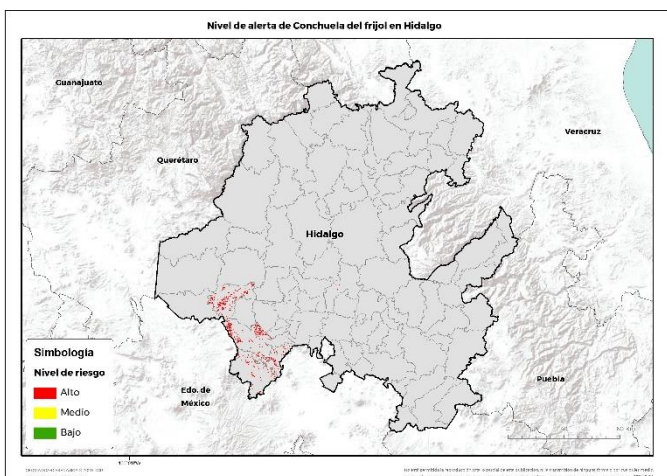 Nivel de alerta de Conchuela del frijol en Hidalgo
Guanajuato
Querétaro
Veracruz
Hidalgo
Edo. de
México
Puebla
Simbología
Nivel de riesgo
Alto
Medio
Bajo